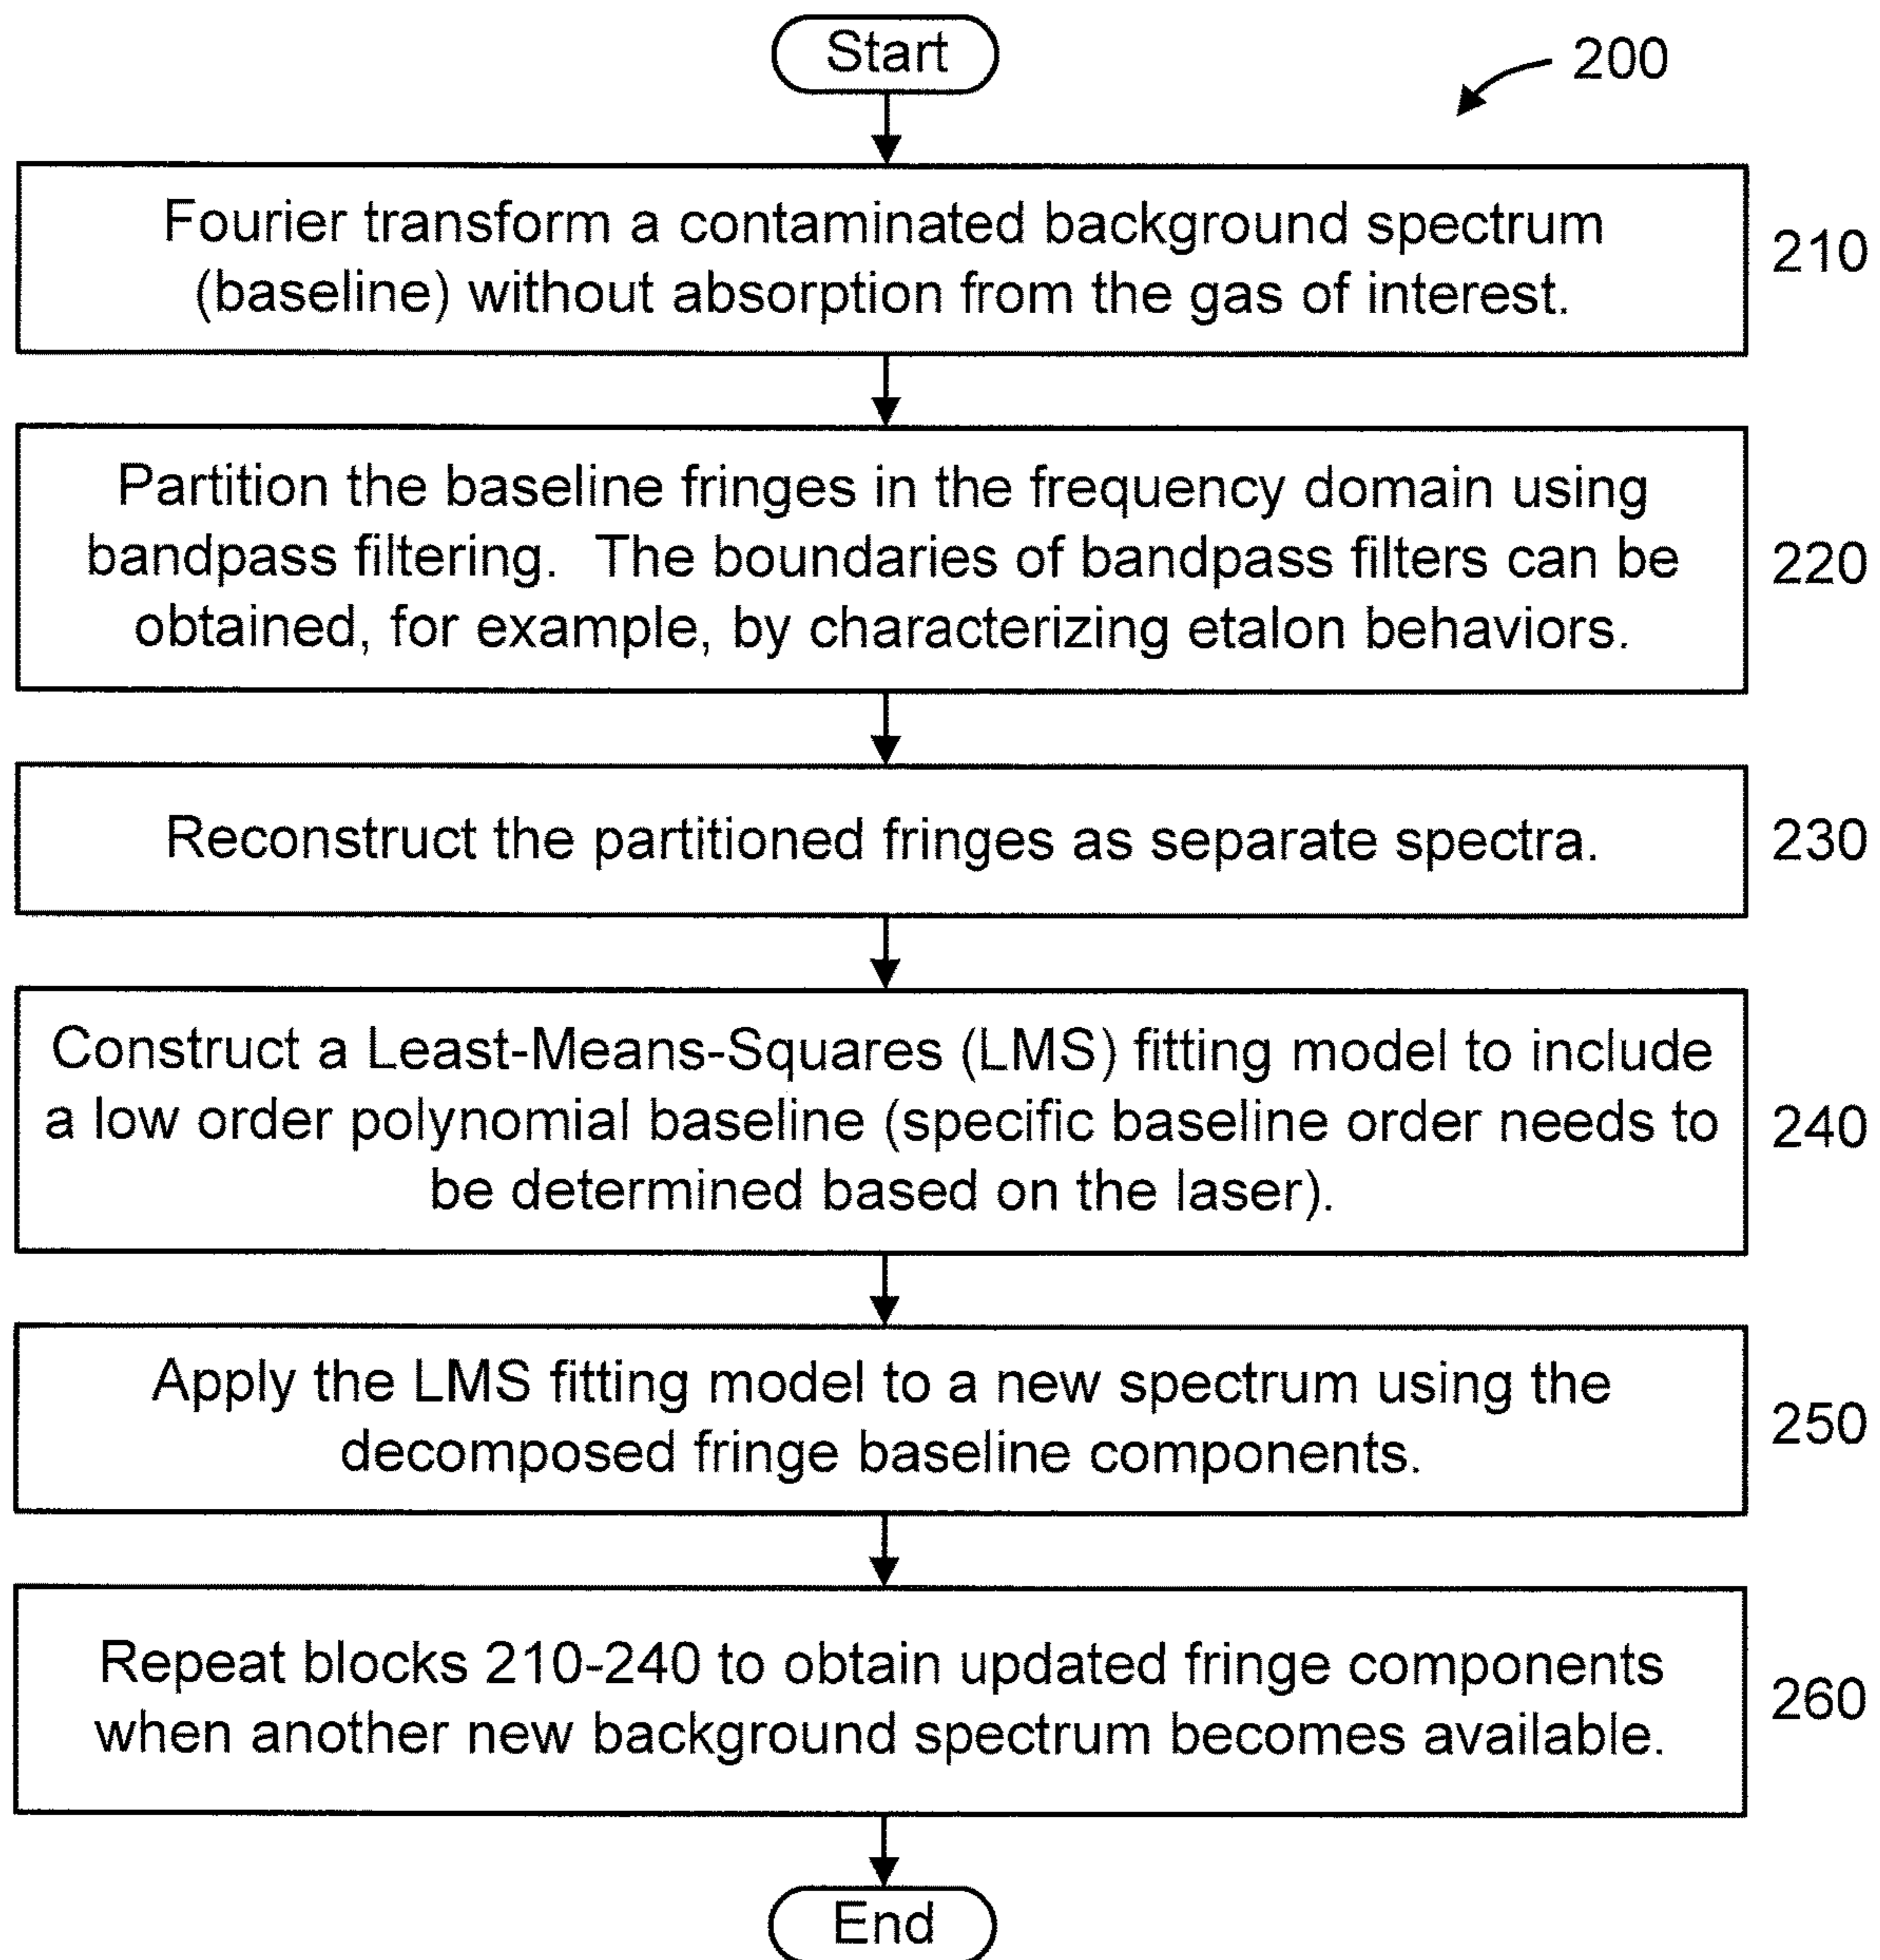 Start
200
Fourier transform a contaminated background spectrum
(baseline) without absorption from the gas of interest.
210
Partition the baseline fringes in the frequency domain using
bandpass filtering.  The boundaries of bandpass filters can be
obtained, for example, by characterizing etalon behaviors.
220
Reconstruct the partitioned fringes as separate spectra.
230
Construct a Least-Means-Squares (LMS) fitting model to include
a low order polynomial baseline (specific baseline order needs to
be determined based on the laser).
240
Apply the LMS fitting model to a new spectrum using the
decomposed fringe baseline components.
250
Repeat blocks 210-240 to obtain updated fringe components
when another new background spectrum becomes available.
260
End